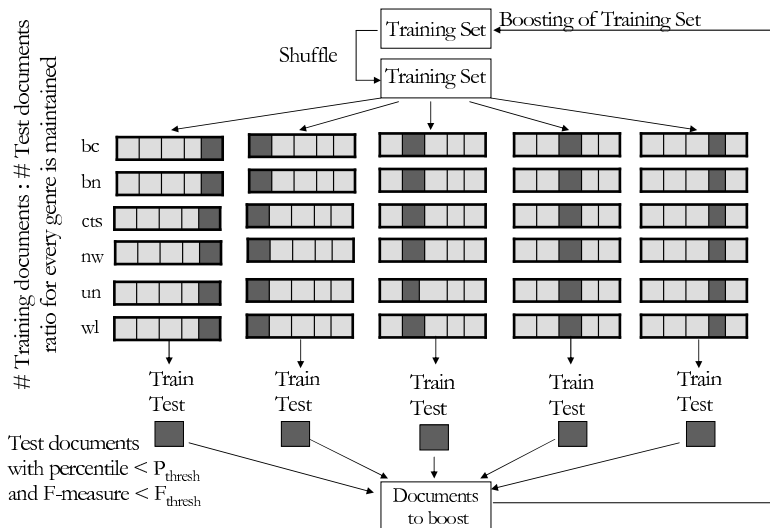 Training Set
Boosting of Training Set
Shuffle
Training Set
# Training documents : # Test documents
ratio for every genre is maintained
bc
bn
cts
nw
un
wl
Train
Test
Train
Test
Train
Test
Train
Test
Train
Test
Test documents
with percentile < Pthresh
and F-measure < Fthresh
Documents
to boost